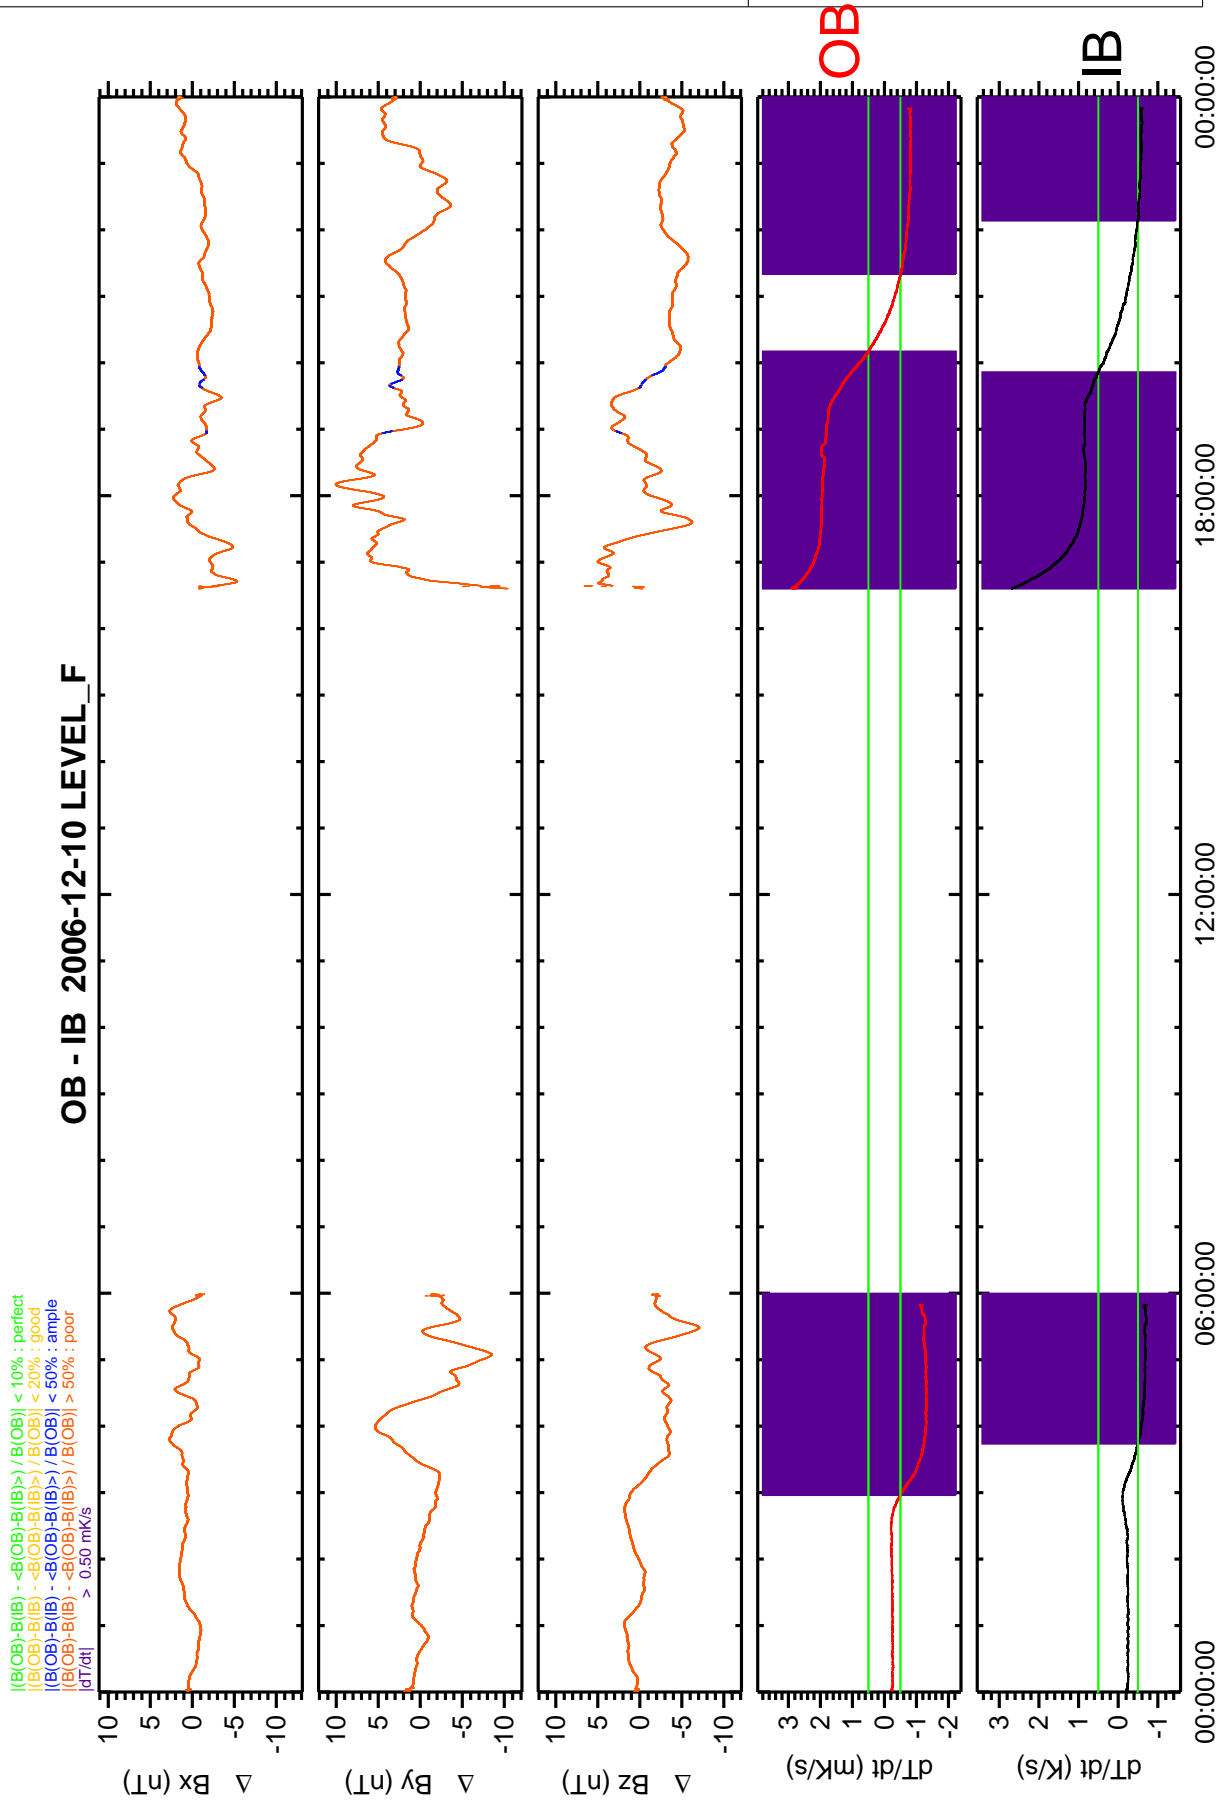 |(B(OB)-B(IB) - <B(OB)-B(IB)>) / B(OB)| < 10% : perfect
|(B(OB)-B(IB) - <B(OB)-B(IB)>) / B(OB)| < 20% : good
|(B(OB)-B(IB) - <B(OB)-B(IB)>) / B(OB)| < 50% : ample
|(B(OB)-B(IB) - <B(OB)-B(IB)>) / B(OB)| > 50% : poor
|dT/dt| > 0.50 mK/s
OB - IB 2006-12-10 LEVEL_F
Δ Bx (nT)
10
5
0
-5
-10
Δ By (nT)
10
5
0
-5
-10
Δ Bz (nT)
10
5
0
-5
-10
dT/dt (mK/s)
3
2
1
0
-1
-2
OB
dT/dt (K/s)
3
2
1
0
-1
IB
00:00:00
06:00:00
12:00:00
18:00:00
00:00:00